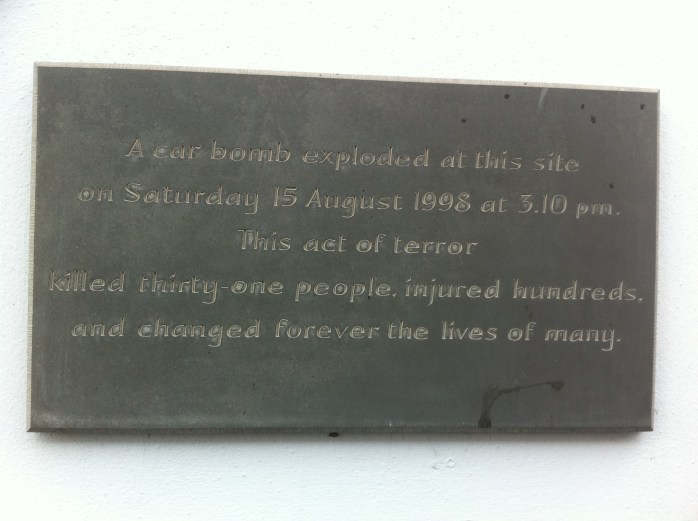 A car bomb exploded at this site
on Saturday 15 August 1998 at 3.10 pm.
This act of terror
killed thirty-one people, injured hundreds,
and changed forever the lives of many.